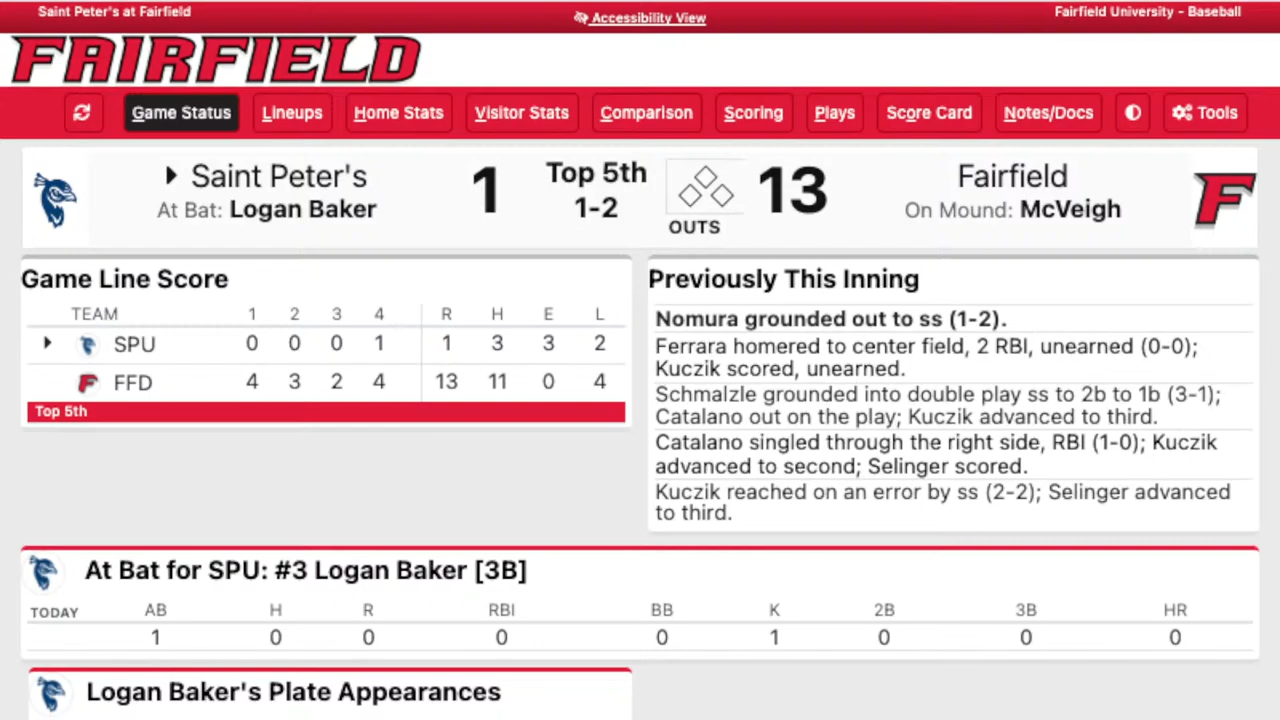 Saint Peter's at Fairfield
Accessibility View
Fairfield University - Baseball
FAIRFIELD
Game Status Lineups Home Stats Visitor Stats Comparison Scoring Plays Score Card Notes/Docs Tools
Saint Peter's
At Bat: Logan Baker
1
Top 5th
1-2
OUTS
13
Fairfield
On Mound: McVeigh
F
Game Line Score
TEAM 1 2 3 4 R H E L
SPU 0 0 0 1 1 3 3 2
F FFD 4 3 2 4 13 11 0 4
Top 5th
Previously This Inning
Nomura grounded out to ss (1-2).
Ferrara homered to center field, 2 RBI, unearned (0-0);
Kuczik scored, unearned.
Schmalzle grounded into double play ss to 2b to 1b (3-1);
Catalano out on the play; Kuczik advanced to third.
Catalano singled through the right side, RBI (1-0); Kuczik
advanced to second; Selinger scored.
Kuczik reached on an error by ss (2-2); Selinger advanced
to third.
At Bat for SPU: #3 Logan Baker [3B]
TODAY AB H R RBI BB K 2B 3B HR
1 0 0 0 0 1 0 0 0
Logan Baker's Plate Appearances